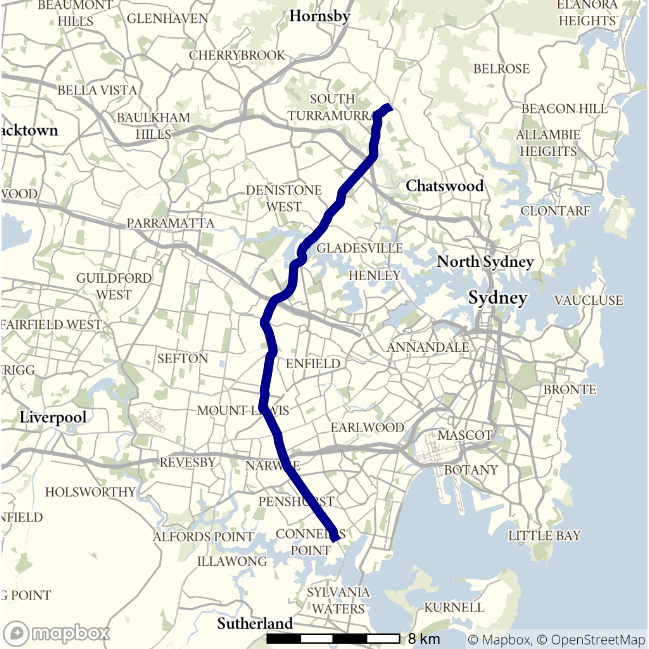 BEAUMONT
HILLS
Hornsby
GLENHAVEN
ELANORA
HEIGHTS
CHERRYBROOK
BELROSE
BELLA VISTA
SOUTH
TURRAMURRA
BEACON HILL
BAULKHAM
HILLS
acktown
ALLAMBIE
HEIGHTS
WOOD
DENISTONE
WEST
Chatswood
CLONTARF
PARRAMATTA
GLADESVILLE
North Sydney
GUILDFORD
WEST
HENLEY
Sydney
VAUCLUSE
FAIRFIELD WEST
ANNANDALE
SEFTON
ENFIELD
RIGG
BRONTE
Liverpool
MOUNT LEWIS
EARLWOOD
MASCOT
REVESBY
NARWEE
BOTANY
HOLSWORTHY
PENSHURST
NFIELD
ALFORDS POINT
CONNELLS
POINT
LITTLE BAY
ILLAWONG
G POINT
SYLVANIA
WATERS
KURNELL
Sutherland
mapbox
8 km
© Mapbox, © OpenStreetMap